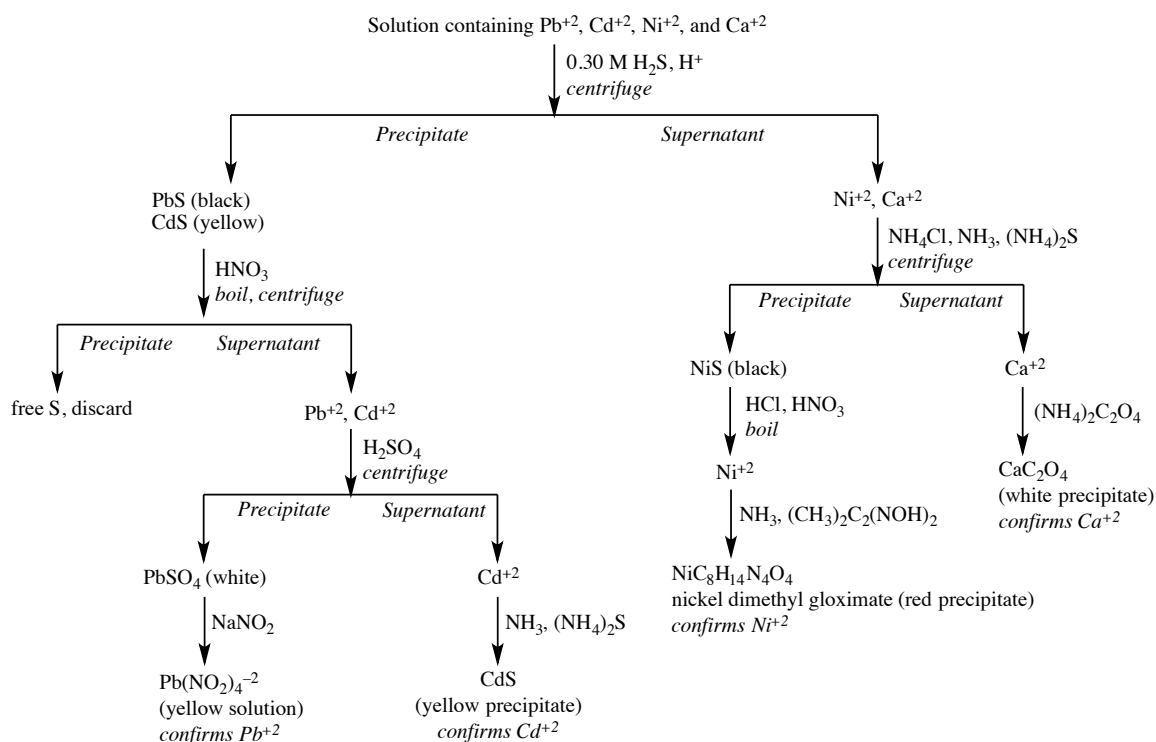 Solution containing Pb⁺², Cd⁺², Ni⁺², and Ca⁺²
0.30 M H₂S, H⁺
centrifuge
Precipitate
Supernatant
PbS (black)
CdS (yellow)
Ni⁺², Ca⁺²
HNO₃
boil, centrifuge
NH₄Cl, NH₃, (NH₄)₂S
centrifuge
Precipitate
Supernatant
Precipitate
Supernatant
free S, discard
Pb⁺², Cd⁺²
NiS (black)
Ca⁺²
H₂SO₄
centrifuge
HCl, HNO₃
boil
(NH₄)₂C₂O₄
Precipitate
Supernatant
Ni⁺²
CaC₂O₄
(white precipitate)
confirms Ca⁺²
NH₃, (CH₃)₂C₂(NOH)₂
PbSO₄ (white)
Cd⁺²
NiC₈H₁₄N₄O₄
nickel dimethyl gloximate (red precipitate)
confirms Ni⁺²
NaNO₂
NH₃, (NH₄)₂S
Pb(NO₂)₄⁻²
(yellow solution)
confirms Pb⁺²
CdS
(yellow precipitate)
confirms Cd⁺²